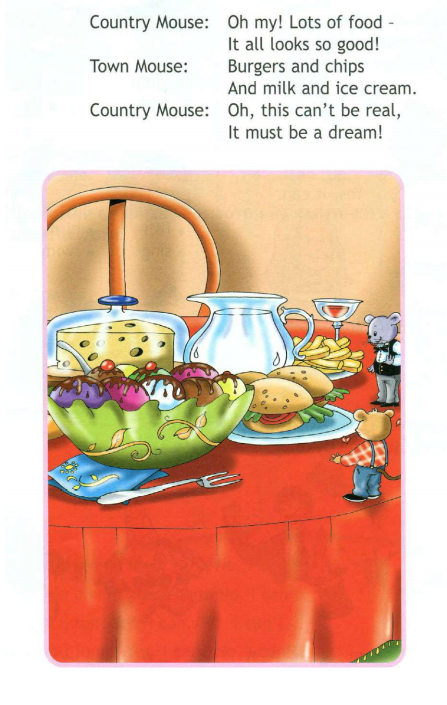 Country Mouse: Oh my! Lots of food –
It all looks so good!
Town Mouse: Burgers and chips
And milk and ice cream.
Country Mouse: Oh, this can't be real,
It must be a dream!